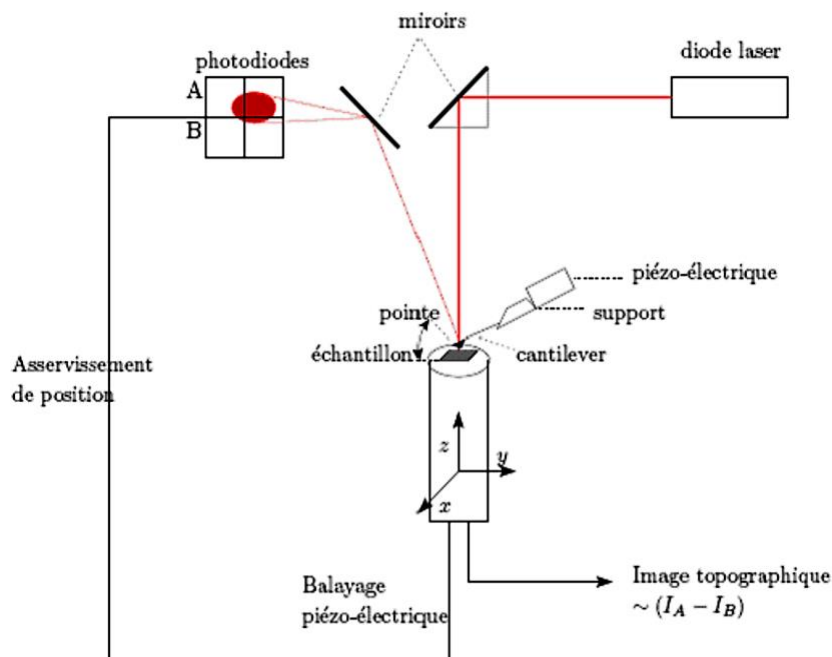 miroirs
photodiodes
diode laser
A
B
piézo-électrique
pointe
support
échantillon
cantilever
Asservissement
de position
z
y
x
Balayage
piézo-électrique
Image topographique
∼ (I_A − I_B)